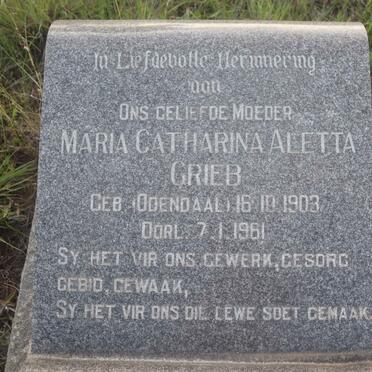 In Liefdevolle Herinnering
aan
ONS GELIEFDE MOEDER
MARIA CATHARINA ALETTA
GRIEB
GEB. (ODENDAAL) 16.10.1903
OORL. 7.1.1961
SY HET VIR ONS GEWERK, GESORG
GEBID, GEWAAK,
SY HET VIR ONS DIE LEWE SOET GEMAAK.